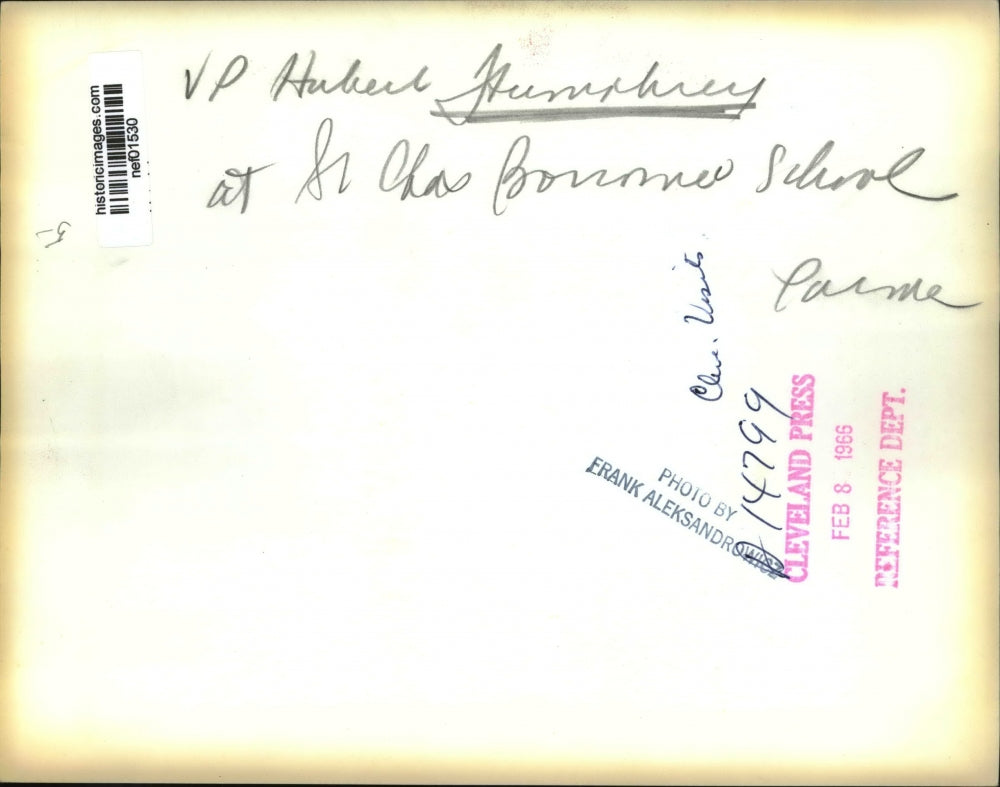 VP Hubert Humphrey
at St Chas Borromeo School
Parma
historicimages.com
nef01530
Cleve. Visits.
14799
PHOTO BY
FRANK ALEKSANDROWICZ
CLEVELAND PRESS
FEB 8 1966
REFERENCE DEPT.